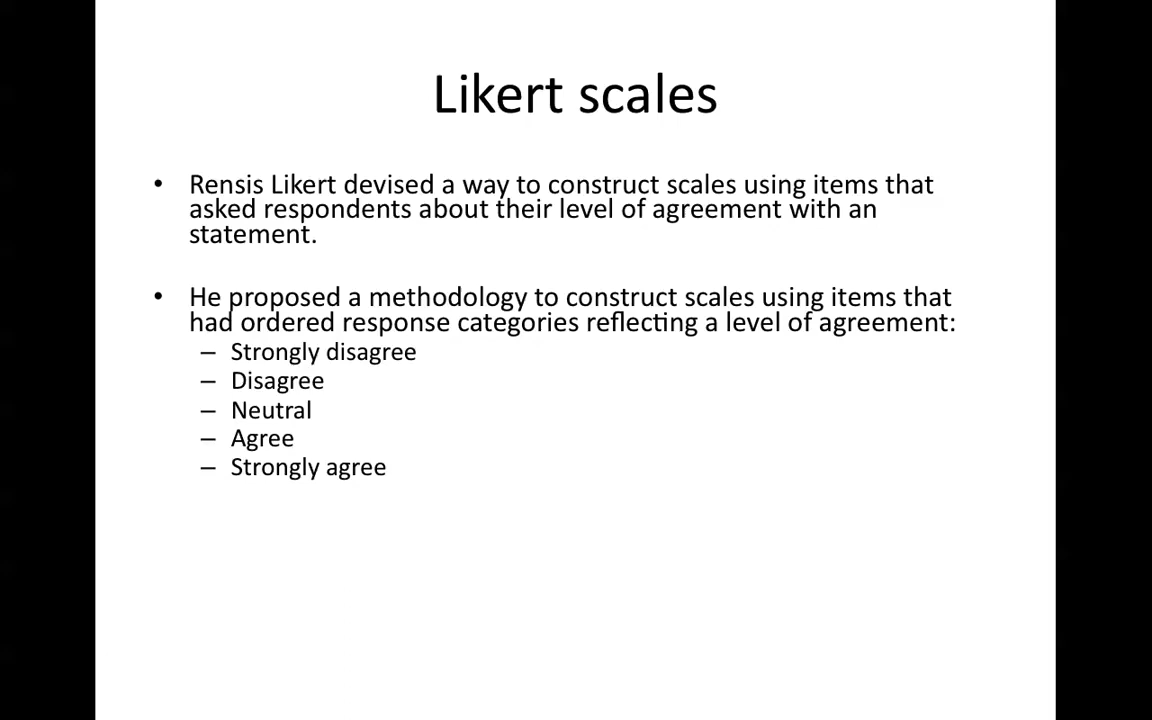 Likert scales
• Rensis Likert devised a way to construct scales using items that
asked respondents about their level of agreement with an
statement.
• He proposed a methodology to construct scales using items that
had ordered response categories reflecting a level of agreement:
– Strongly disagree
– Disagree
– Neutral
– Agree
– Strongly agree